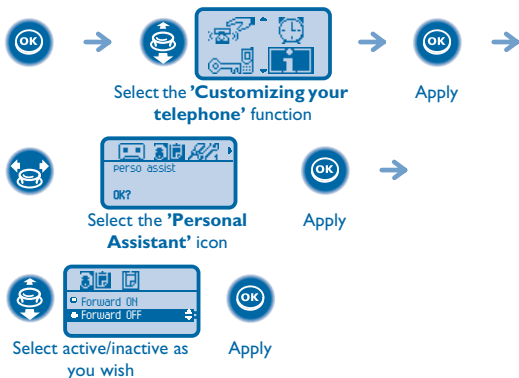 OK
OK
Select the ’Customizing your
telephone’ function
Apply
perso assist
OK?
OK
Select the ’Personal
Assistant’ icon
Apply
Forward ON
Forward OFF
OK
Select active/inactive as
you wish
Apply